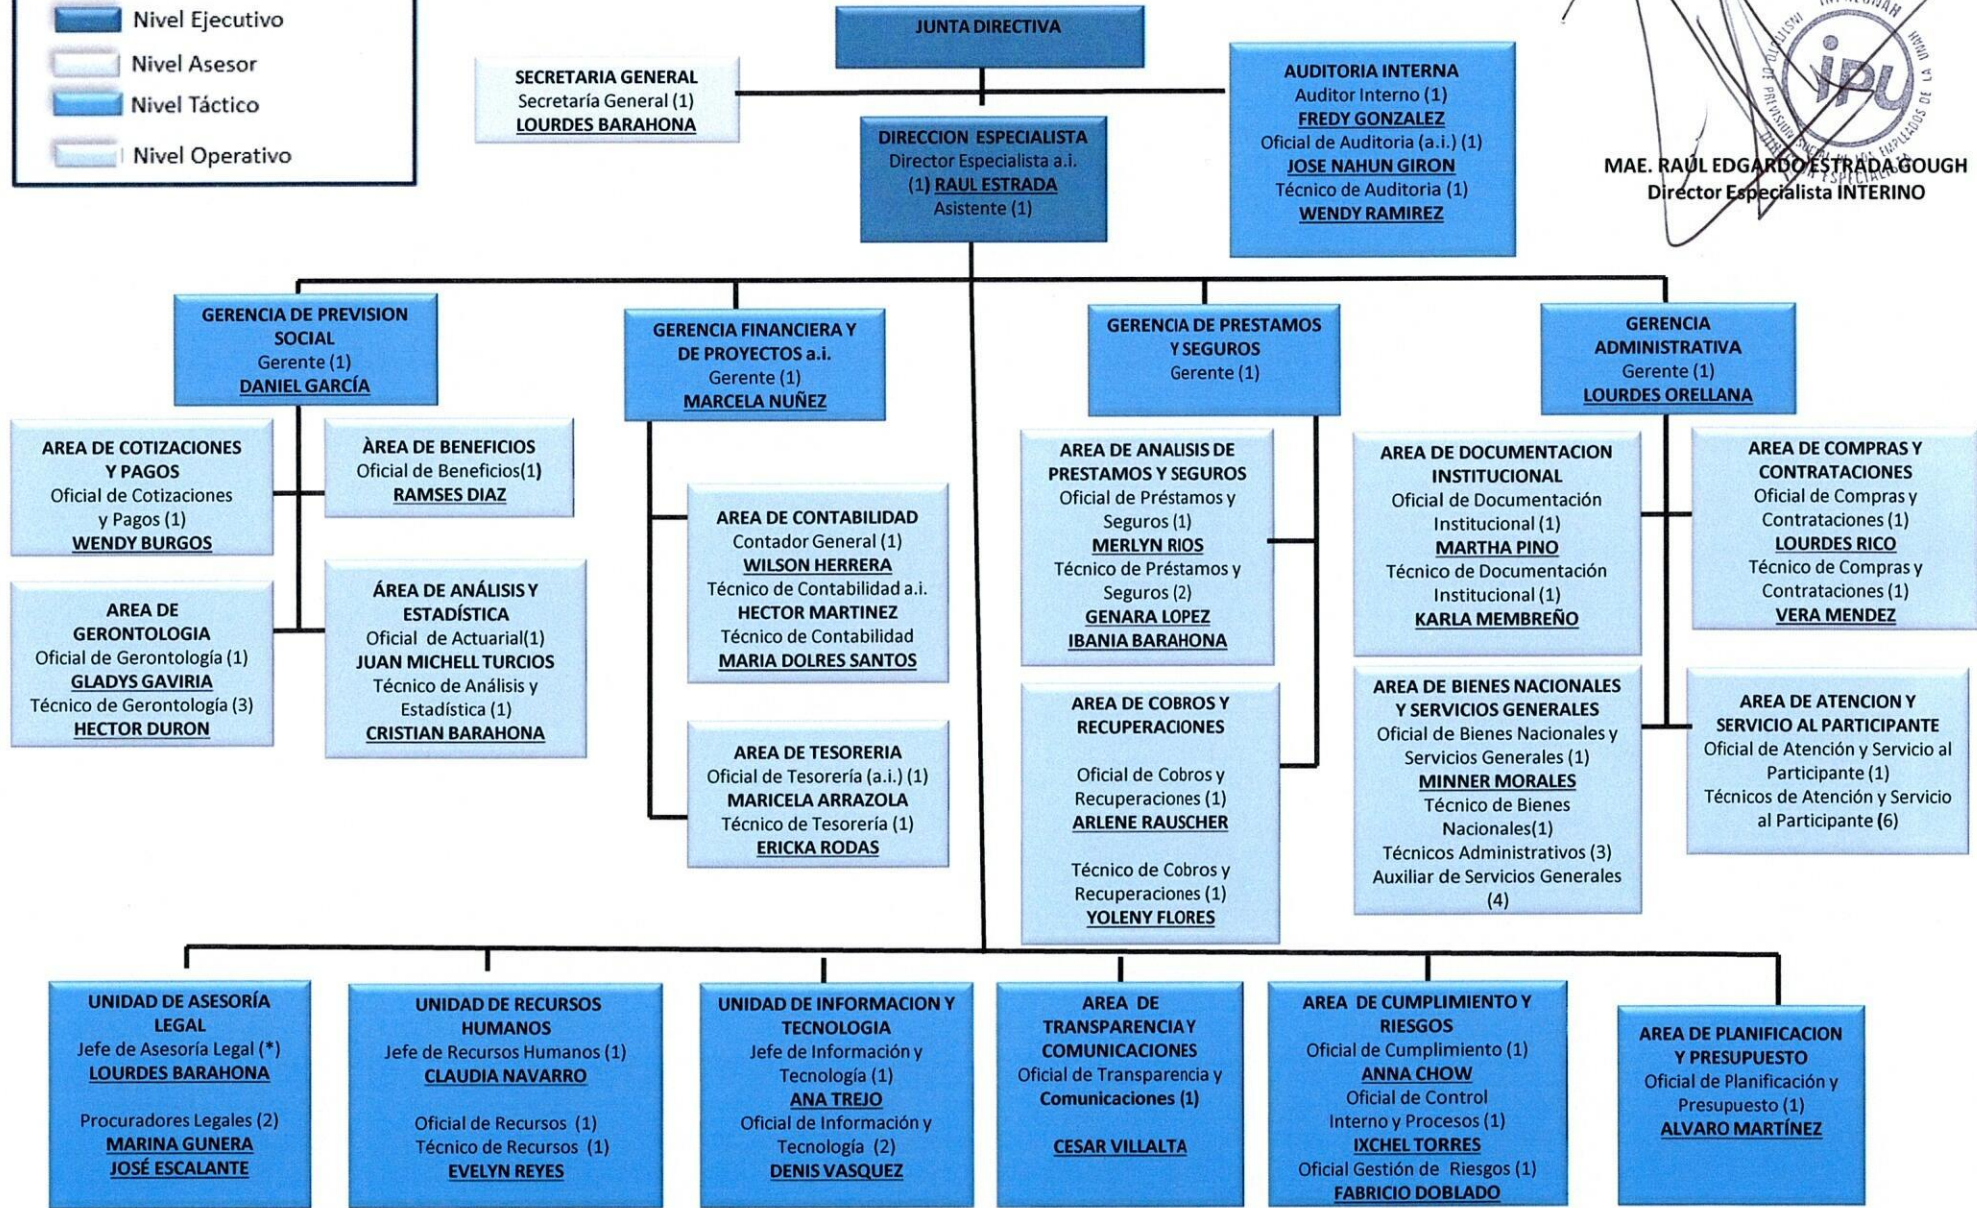 Nivel Ejecutivo
Nivel Asesor
Nivel Táctico
Nivel Operativo
JUNTA DIRECTIVA
SECRETARIA GENERAL
Secretaría General (1)
LOURDES BARAHONA
DIRECCION ESPECIALISTA
Director Especialista a.i.
(1) RAUL ESTRADA
Asistente (1)
AUDITORIA INTERNA
Auditor Interno (1)
FREDY GONZALEZ
Oficial de Auditoria (a.i.) (1)
JOSE NAHUN GIRON
Técnico de Auditoria (1)
WENDY RAMIREZ
iPU
MAE. RAÚL EDGARDO ESTRADA GOUGH
Director Especialista INTERINO
GERENCIA DE PREVISION
SOCIAL
Gerente (1)
DANIEL GARCÍA
GERENCIA FINANCIERA Y
DE PROYECTOS a.i.
Gerente (1)
MARCELA NUÑEZ
GERENCIA DE PRESTAMOS
Y SEGUROS
Gerente (1)
GERENCIA
ADMINISTRATIVA
Gerente (1)
LOURDES ORELLANA
AREA DE COTIZACIONES
Y PAGOS
Oficial de Cotizaciones
y Pagos (1)
WENDY BURGOS
ÀREA DE BENEFICIOS
Oficial de Beneficios(1)
RAMSES DIAZ
AREA DE
GERONTOLOGIA
Oficial de Gerontología (1)
GLADYS GAVIRIA
Técnico de Gerontología (3)
HECTOR DURON
ÁREA DE ANÁLISIS Y
ESTADÍSTICA
Oficial de Actuarial(1)
JUAN MICHELL TURCIOS
Técnico de Análisis y
Estadística (1)
CRISTIAN BARAHONA
AREA DE CONTABILIDAD
Contador General (1)
WILSON HERRERA
Técnico de Contabilidad a.i.
HECTOR MARTINEZ
Técnico de Contabilidad
MARIA DOLRES SANTOS
AREA DE TESORERIA
Oficial de Tesorería (a.i.) (1)
MARICELA ARRAZOLA
Técnico de Tesorería (1)
ERICKA RODAS
AREA DE ANALISIS DE
PRESTAMOS Y SEGUROS
Oficial de Préstamos y
Seguros (1)
MERLYN RIOS
Técnico de Préstamos y
Seguros (2)
GENARA LOPEZ
IBANIA BARAHONA
AREA DE COBROS Y
RECUPERACIONES
Oficial de Cobros y
Recuperaciones (1)
ARLENE RAUSCHER
Técnico de Cobros y
Recuperaciones (1)
YOLENY FLORES
AREA DE DOCUMENTACION
INSTITUCIONAL
Oficial de Documentación
Institucional (1)
MARTHA PINO
Técnico de Documentación
Institucional (1)
KARLA MEMBREÑO
AREA DE COMPRAS Y
CONTRATACIONES
Oficial de Compras y
Contrataciones (1)
LOURDES RICO
Técnico de Compras y
Contrataciones (1)
VERA MENDEZ
AREA DE BIENES NACIONALES
Y SERVICIOS GENERALES
Oficial de Bienes Nacionales y
Servicios Generales (1)
MINNER MORALES
Técnico de Bienes
Nacionales(1)
Técnicos Administrativos (3)
Auxiliar de Servicios Generales
(4)
AREA DE ATENCION Y
SERVICIO AL PARTICIPANTE
Oficial de Atención y Servicio al
Participante (1)
Técnicos de Atención y Servicio
al Participante (6)
UNIDAD DE ASESORÍA
LEGAL
Jefe de Asesoría Legal (*)
LOURDES BARAHONA
Procuradores Legales (2)
MARINA GUNERA
JOSÉ ESCALANTE
UNIDAD DE RECURSOS
HUMANOS
Jefe de Recursos Humanos (1)
CLAUDIA NAVARRO
Oficial de Recursos (1)
Técnico de Recursos (1)
EVELYN REYES
UNIDAD DE INFORMACION Y
TECNOLOGIA
Jefe de Información y
Tecnología (1)
ANA TREJO
Oficial de Información y
Tecnología (2)
DENIS VASQUEZ
AREA DE
TRANSPARENCIA Y
COMUNICACIONES
Oficial de Transparencia y
Comunicaciones (1)
CESAR VILLALTA
AREA DE CUMPLIMIENTO Y
RIESGOS
Oficial de Cumplimiento (1)
ANNA CHOW
Oficial de Control
Interno y Procesos (1)
IXCHEL TORRES
Oficial Gestión de Riesgos (1)
FABRICIO DOBLADO
AREA DE PLANIFICACION
Y PRESUPUESTO
Oficial de Planificación y
Presupuesto (1)
ALVARO MARTÍNEZ